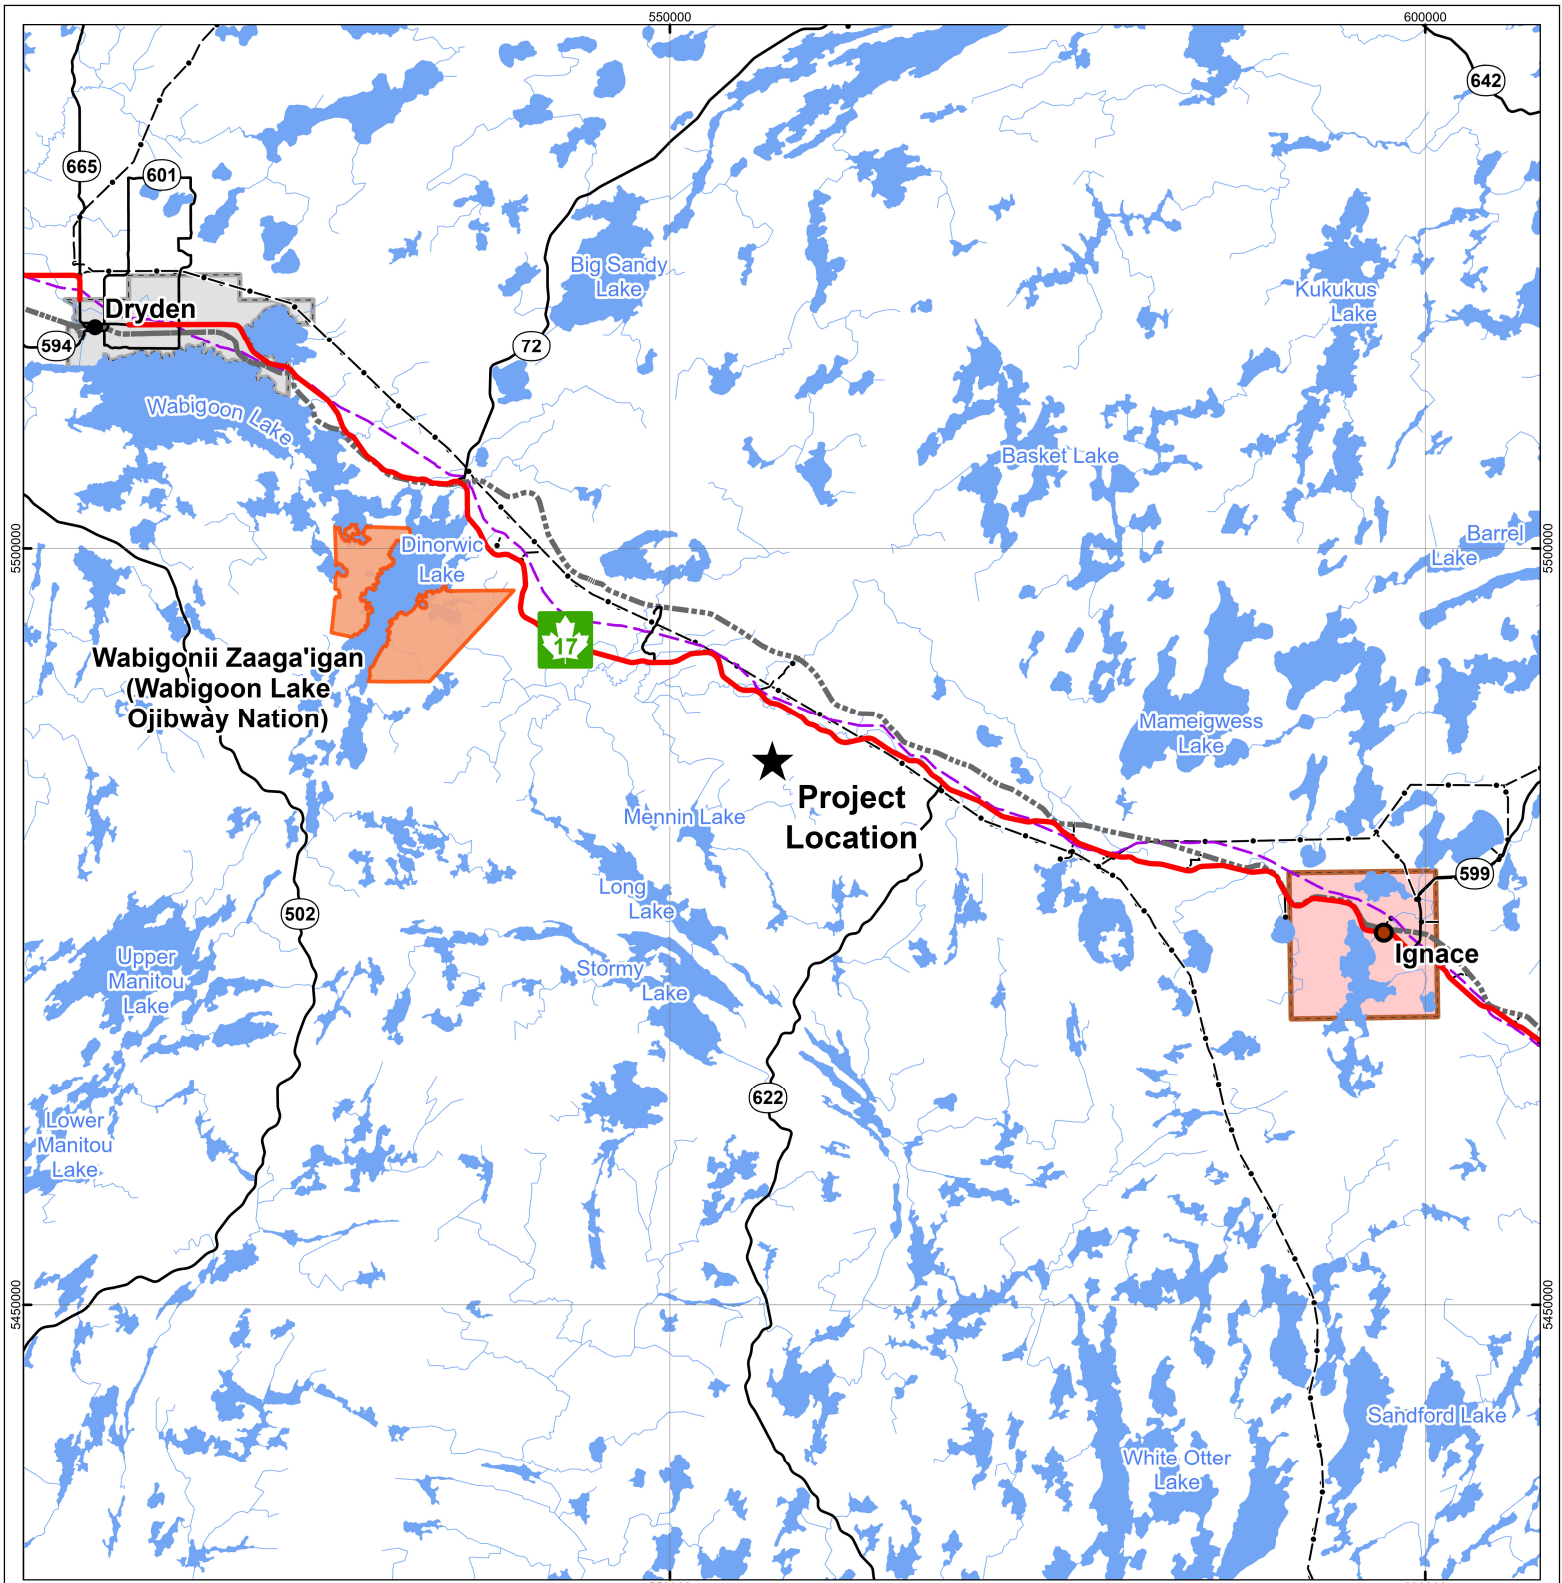 550000
600000
642
665
601
Big Sandy
Lake
Kukukus
Lake
Dryden
594
72
Wabigoon Lake
Basket Lake
Barrel
Lake
5500000
5500000
Dinorwic
Lake
17
Wabigonii Zaaga'igan
(Wabigoon Lake
Ojibway Nation)
Mameigwess
Lake
Project
Location
Mennin Lake
599
Long
Lake
502
Ignace
Upper
Manitou
Lake
Stormy
Lake
622
Lower
Manitou
Lake
5450000
5450000
Sandford Lake
White Otter
Lake